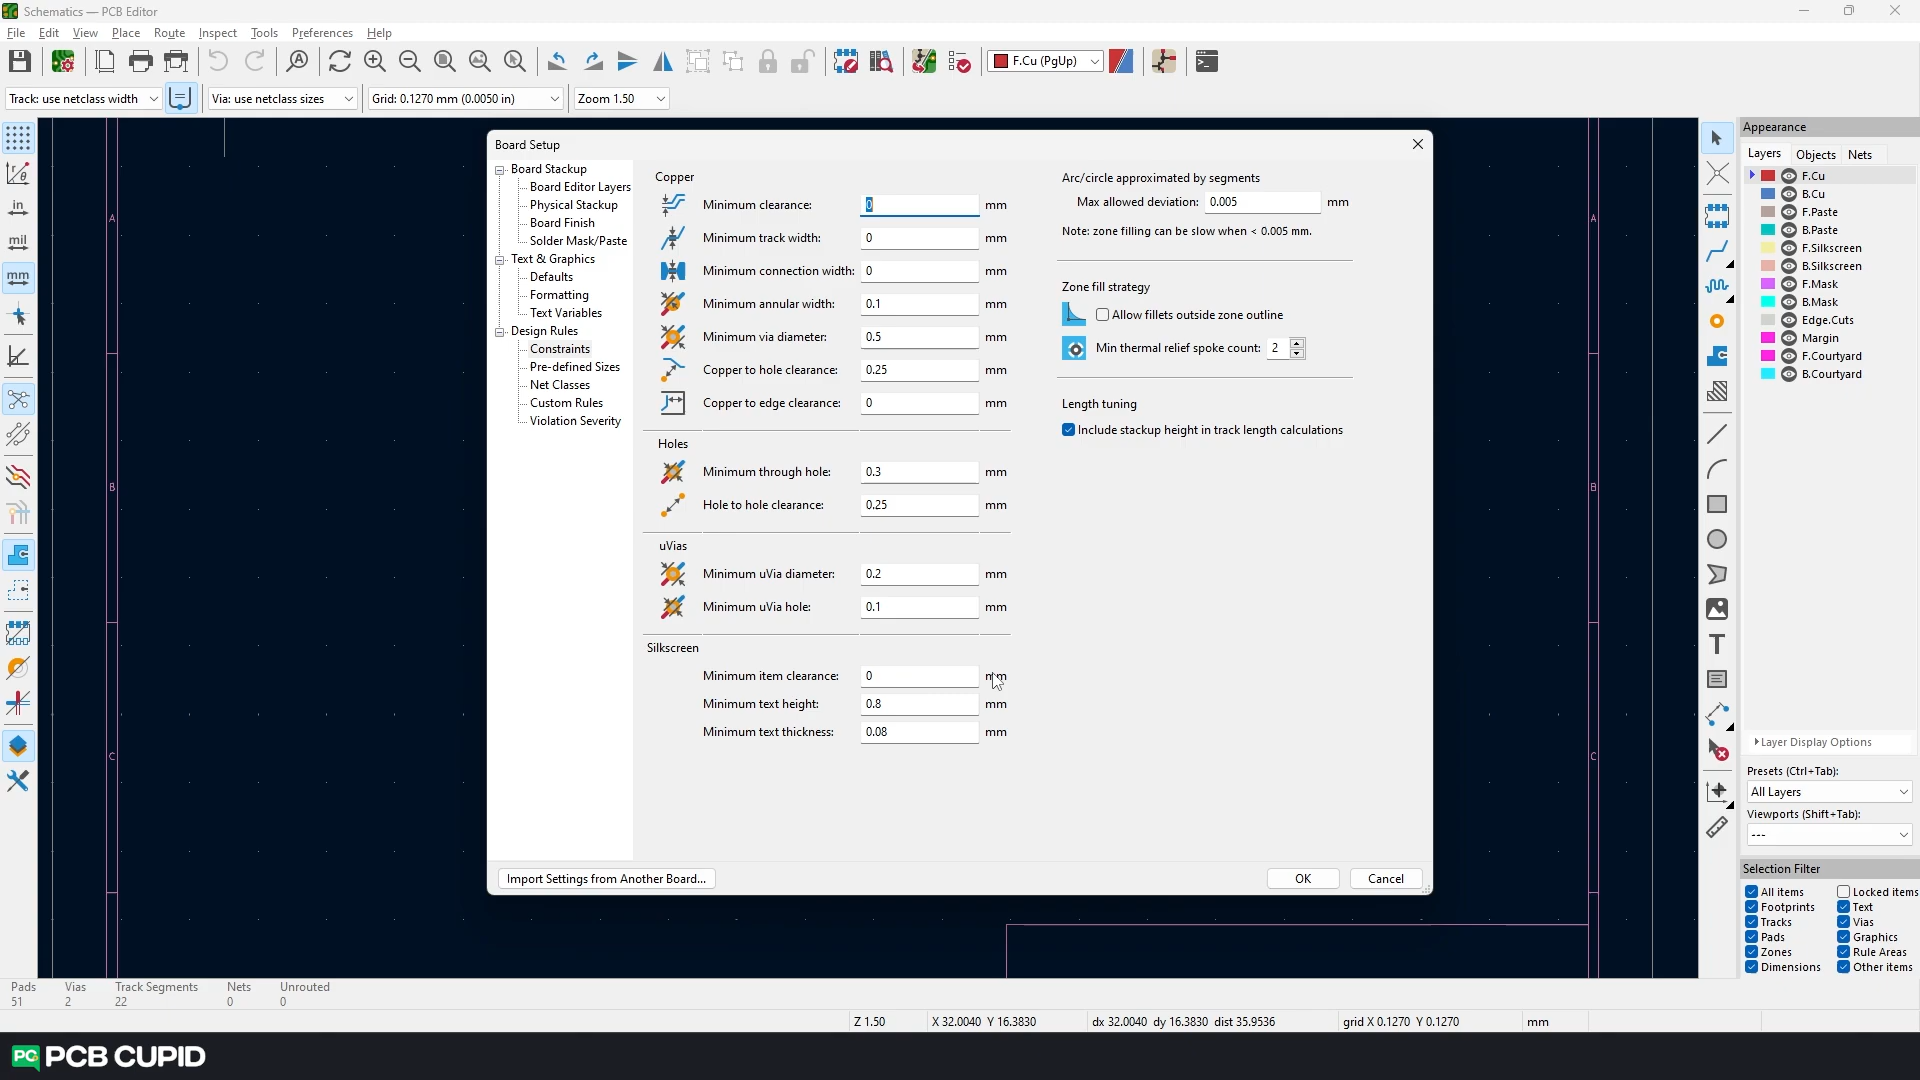 Schematics — PCB Editor
File Edit View Place Route Inspect Tools Preferences Help
F.Cu (PgUp)
Track: use netclass width Via: use netclass sizes Grid: 0.1270 mm (0.0050 in) Zoom 1.50
in
mil
mm
A
B
C
A
B
C
Board Setup
Board Stackup
Board Editor Layers
Physical Stackup
Board Finish
Solder Mask/Paste
Text & Graphics
Defaults
Formatting
Text Variables
Design Rules
Constraints
Pre-defined Sizes
Net Classes
Custom Rules
Violation Severity
Copper
Minimum clearance: 0 mm
Minimum track width: 0 mm
Minimum connection width: 0 mm
Minimum annular width: 0.1 mm
Minimum via diameter: 0.5 mm
Copper to hole clearance: 0.25 mm
Copper to edge clearance: 0 mm
Holes
Minimum through hole: 0.3 mm
Hole to hole clearance: 0.25 mm
uVias
Minimum uVia diameter: 0.2 mm
Minimum uVia hole: 0.1 mm
Silkscreen
Minimum item clearance: 0 mm
Minimum text height: 0.8 mm
Minimum text thickness: 0.08 mm
Arc/circle approximated by segments
Max allowed deviation: 0.005 mm
Note: zone filling can be slow when < 0.005 mm.
Zone fill strategy
Allow fillets outside zone outline
Min thermal relief spoke count: 2
Length tuning
Include stackup height in track length calculations
Import Settings from Another Board... OK Cancel
Appearance
Layers Objects Nets
F.Cu
B.Cu
F.Paste
B.Paste
F.Silkscreen
B.Silkscreen
F.Mask
B.Mask
Edge.Cuts
Margin
F.Courtyard
B.Courtyard
Layer Display Options
Presets (Ctrl+Tab):
All Layers
Viewports (Shift+Tab):
---
Selection Filter
All items Locked items
Footprints Text
Tracks Vias
Pads Graphics
Zones Rule Areas
Dimensions Other items
Pads Vias Track Segments Nets Unrouted
51 2 22 0 0
Z 1.50 X 32.0040 Y 16.3830 dx 32.0040 dy 16.3830 dist 35.9536 grid X 0.1270 Y 0.1270 mm
PG PCB CUPID